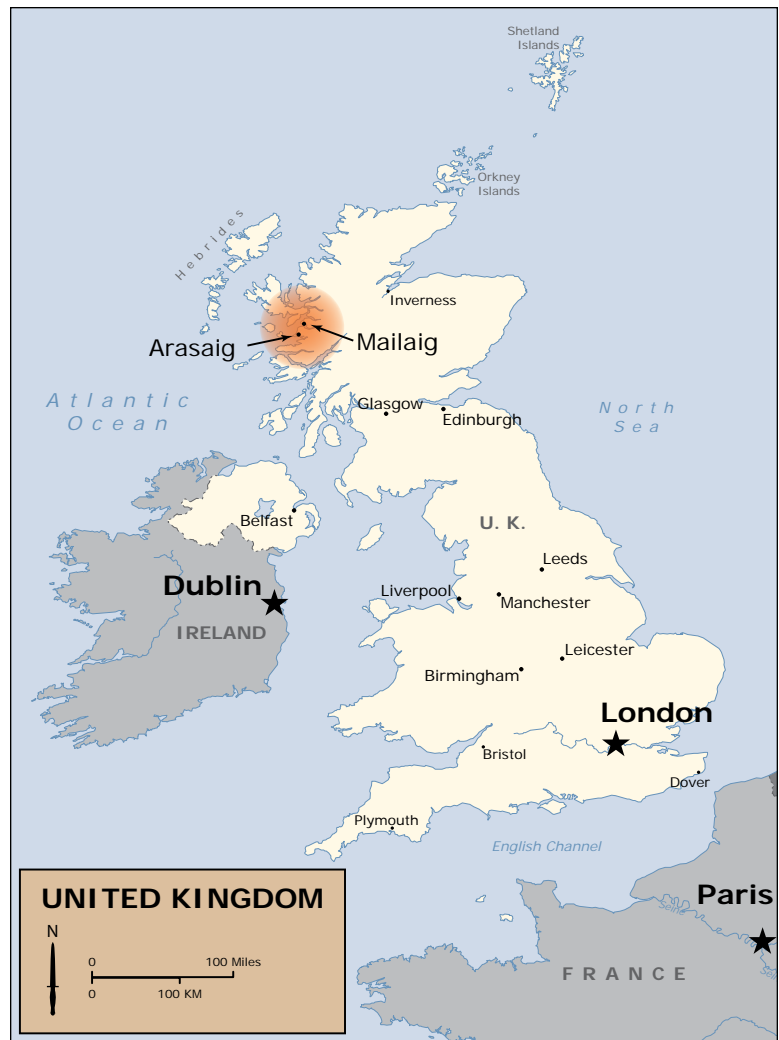 Shetland
Islands
Orkney
Islands
Hebrides
Inverness
Arasaig
Mailaig
Atlantic
Ocean
North
Sea
Glasgow
Edinburgh
Belfast
U. K.
Leeds
Dublin
Liverpool
Manchester
IRELAND
Leicester
Birmingham
London
Bristol
Dover
Plymouth
English Channel
UNITED KINGDOM
Paris
Seine
N
0 100 Miles
0 100 KM
FRANCE